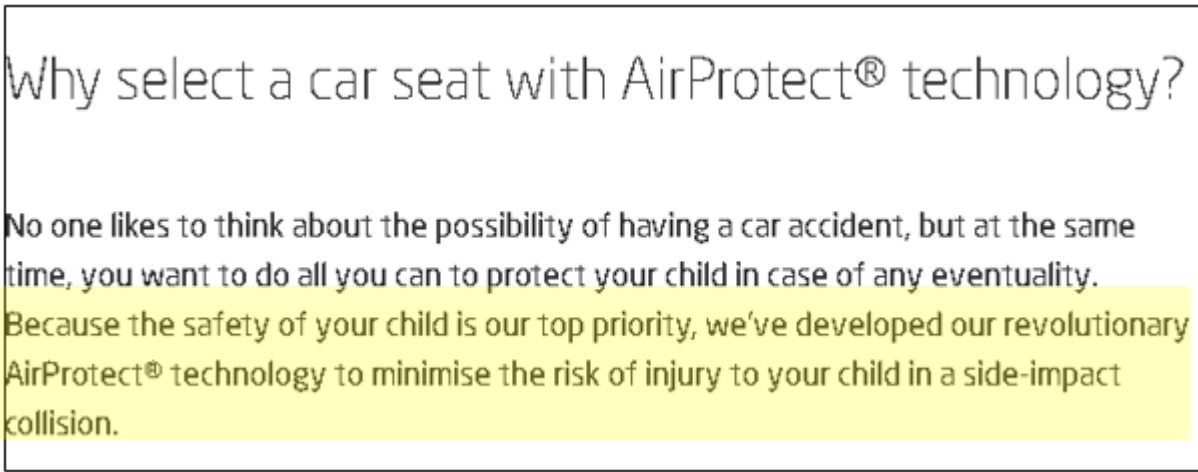 Why select a car seat with AirProtect® technology?
No one likes to think about the possibility of having a car accident, but at the same
time, you want to do all you can to protect your child in case of any eventuality.
Because the safety of your child is our top priority, we've developed our revolutionary
AirProtect® technology to minimise the risk of injury to your child in a side-impact
collision.